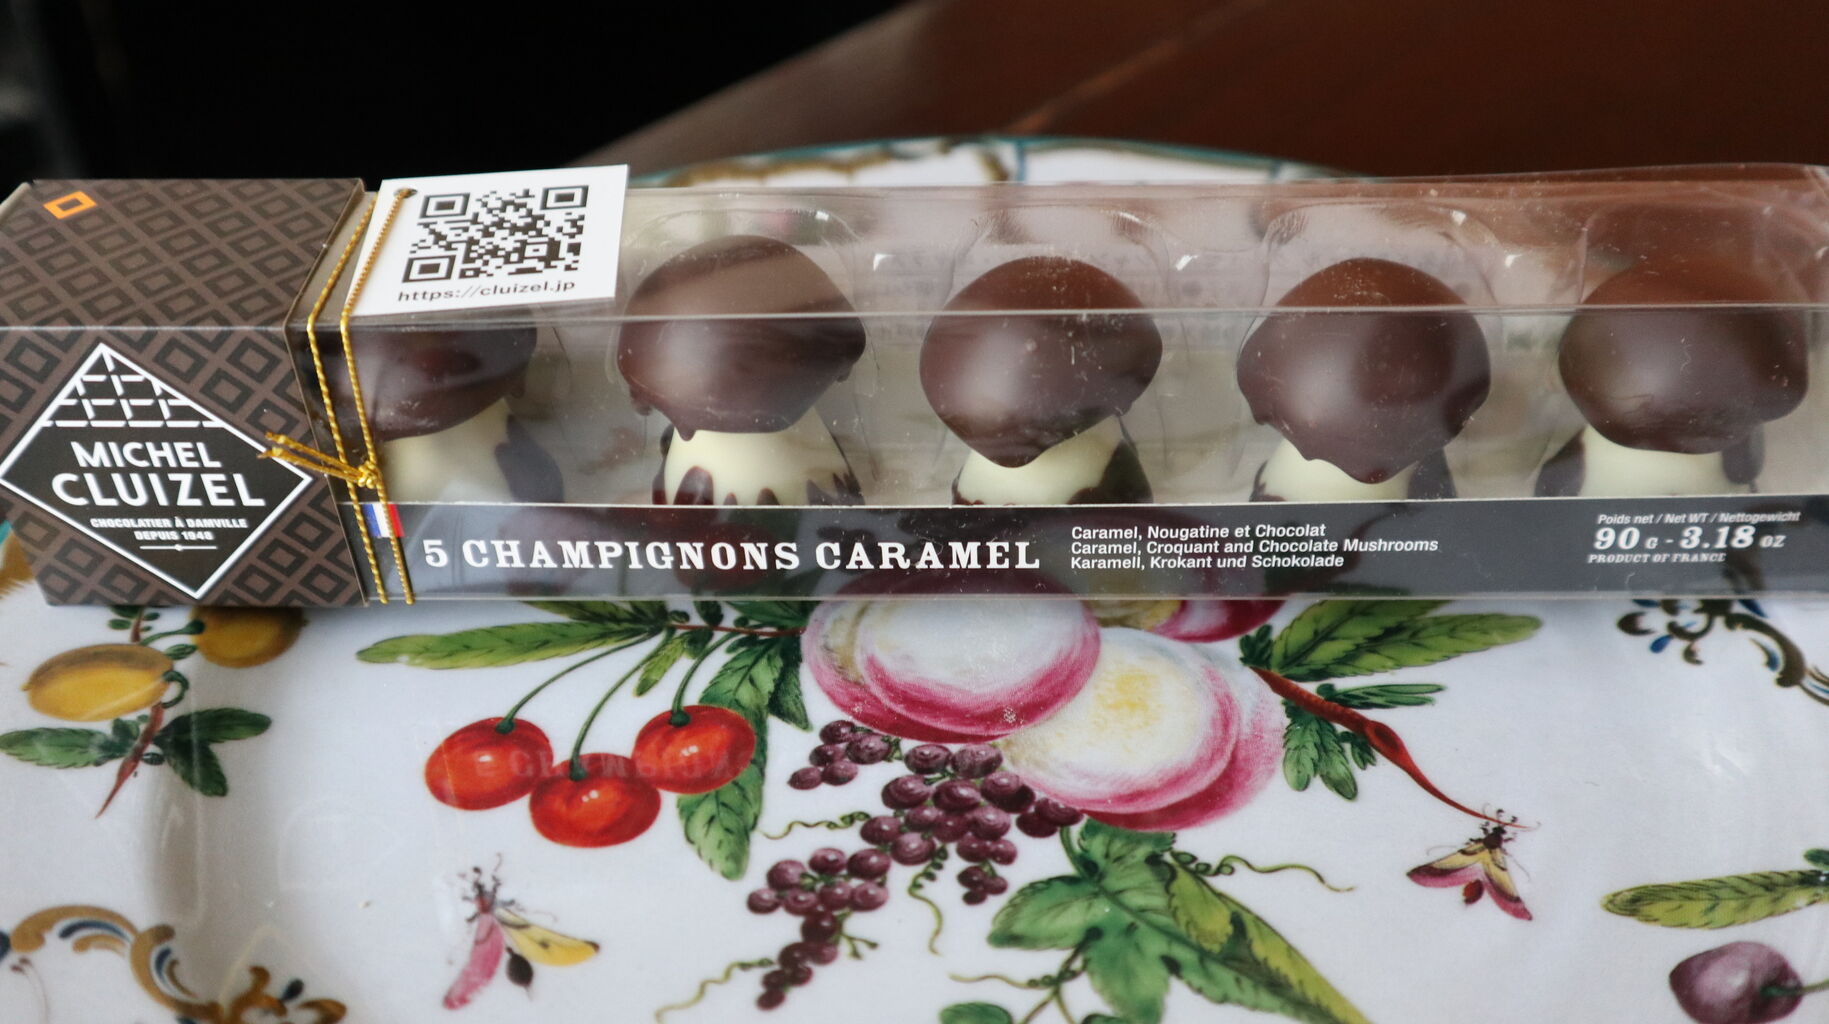 https://cluizel.jp
MICHEL
CLUIZEL
CHOCOLATIER À DAMVILLE
DEPUIS 1948
5 CHAMPIGNONS CARAMEL
Caramel, Nougatine et Chocolat
Caramel, Croquant and Chocolate Mushrooms
Karamell, Krokant und Schokolade
Poids net / Net WT / Nettogewicht
90 G - 3.18 OZ
PRODUCT OF FRANCE